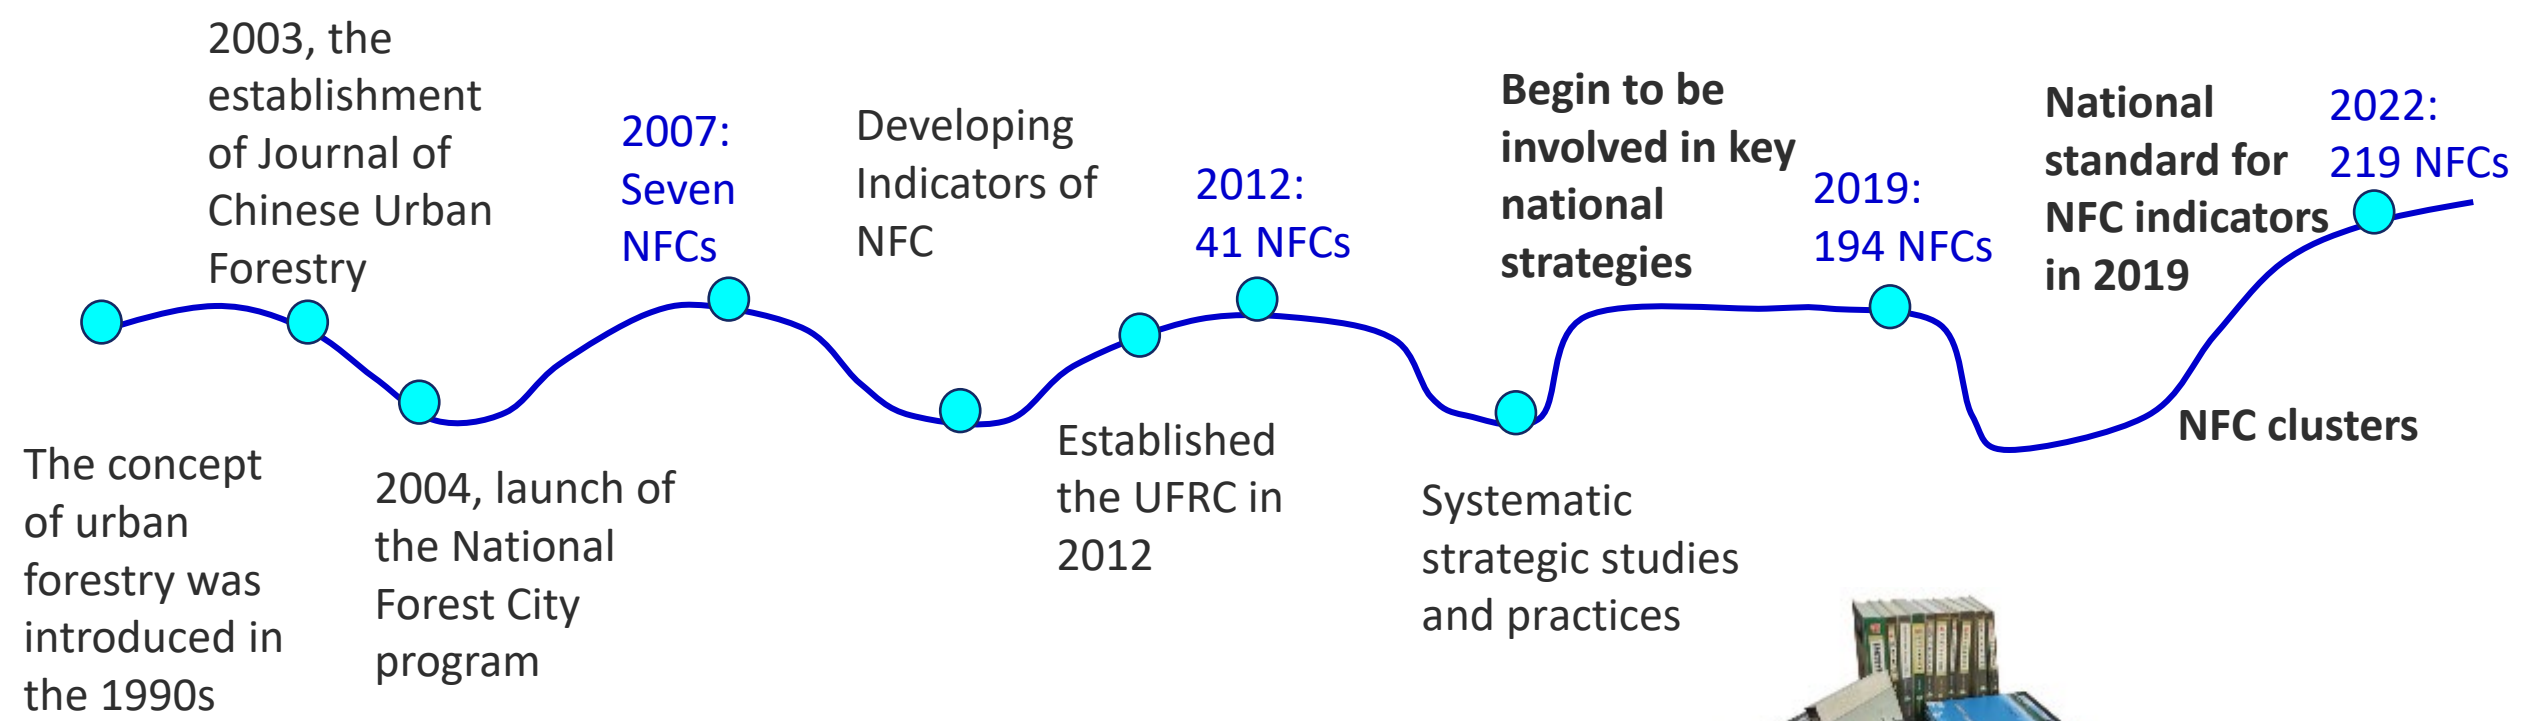 2003, the
establishment
of Journal of
Chinese Urban
Forestry
2007:
Seven
NFCs
Developing
Indicators of
NFC
2012:
41 NFCs
Begin to be
involved in key
national
strategies
2019:
194 NFCs
National
standard for
NFC indicators
in 2019
2022:
219 NFCs
The concept
of urban
forestry was
introduced in
the 1990s
2004, launch of
the National
Forest City
program
Established
the UFRC in
2012
Systematic
strategic studies
and practices
NFC clusters